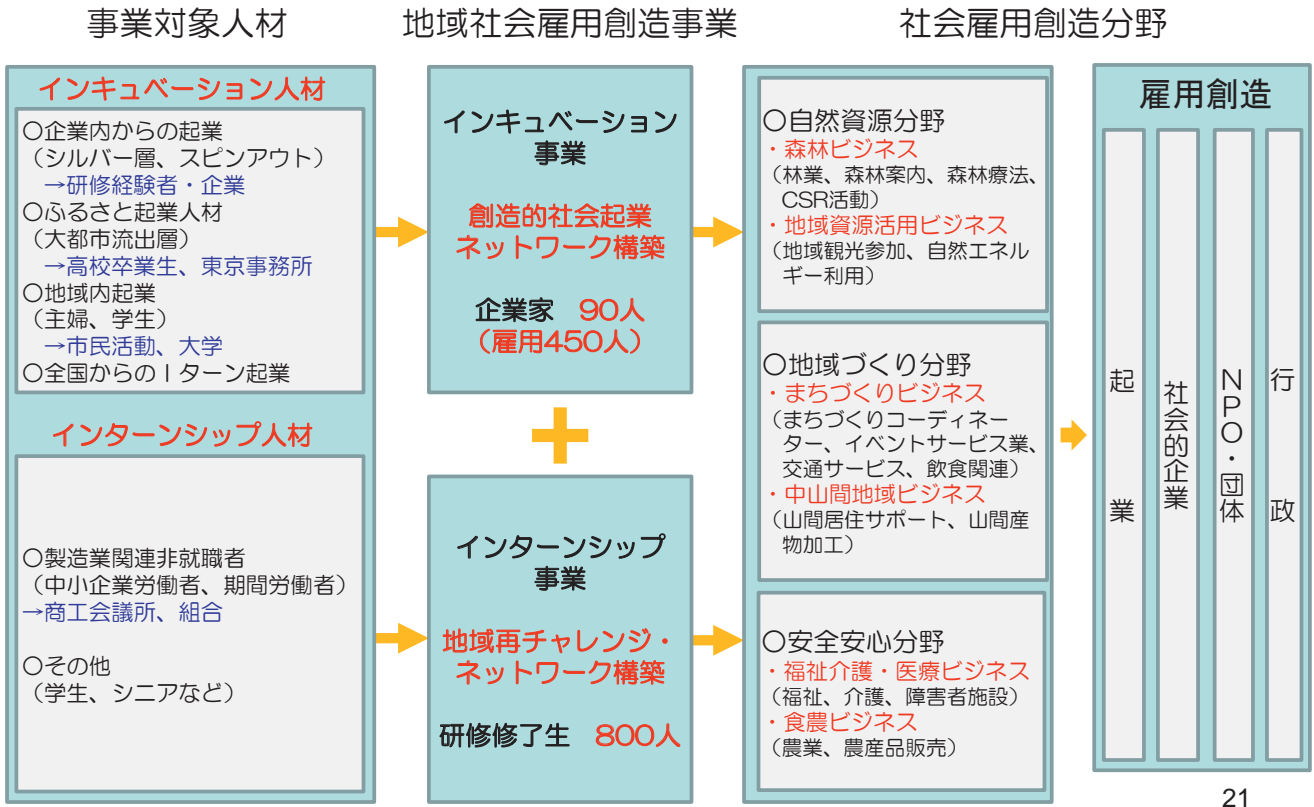 事業対象人材
地域社会雇用創造事業
社会雇用創造分野
インキュベーション人材
○企業内からの起業
（シルバー層、スピンアウト）
→研修経験者・企業
○ふるさと起業人材
（大都市流出層）
→高校卒業生、東京事務所
○地域内起業
（主婦、学生）
→市民活動、大学
○全国からのＩターン起業
インターンシップ人材
○製造業関連非就職者
（中小企業労働者、期間労働者）
→商工会議所、組合
○その他
（学生、シニアなど）
インキュベーション
事業
創造的社会起業
ネットワーク構築
企業家　90人
（雇用450人）
インターンシップ
事業
地域再チャレンジ・
ネットワーク構築
研修修了生　800人
○自然資源分野
・森林ビジネス
（林業、森林案内、森林療法、
CSR活動）
・地域資源活用ビジネス
（地域観光参加、自然エネル
ギー利用）
○地域づくり分野
・まちづくりビジネス
（まちづくりコーディネー
ター、イベントサービス業、
交通サービス、飲食関連）
・中山間地域ビジネス
（山間居住サポート、山間産
物加工）
○安全安心分野
・福祉介護・医療ビジネス
（福祉、介護、障害者施設）
・食農ビジネス
（農業、農産品販売）
雇用創造
起業
社会的企業
ＮＰＯ・団体
行政
21